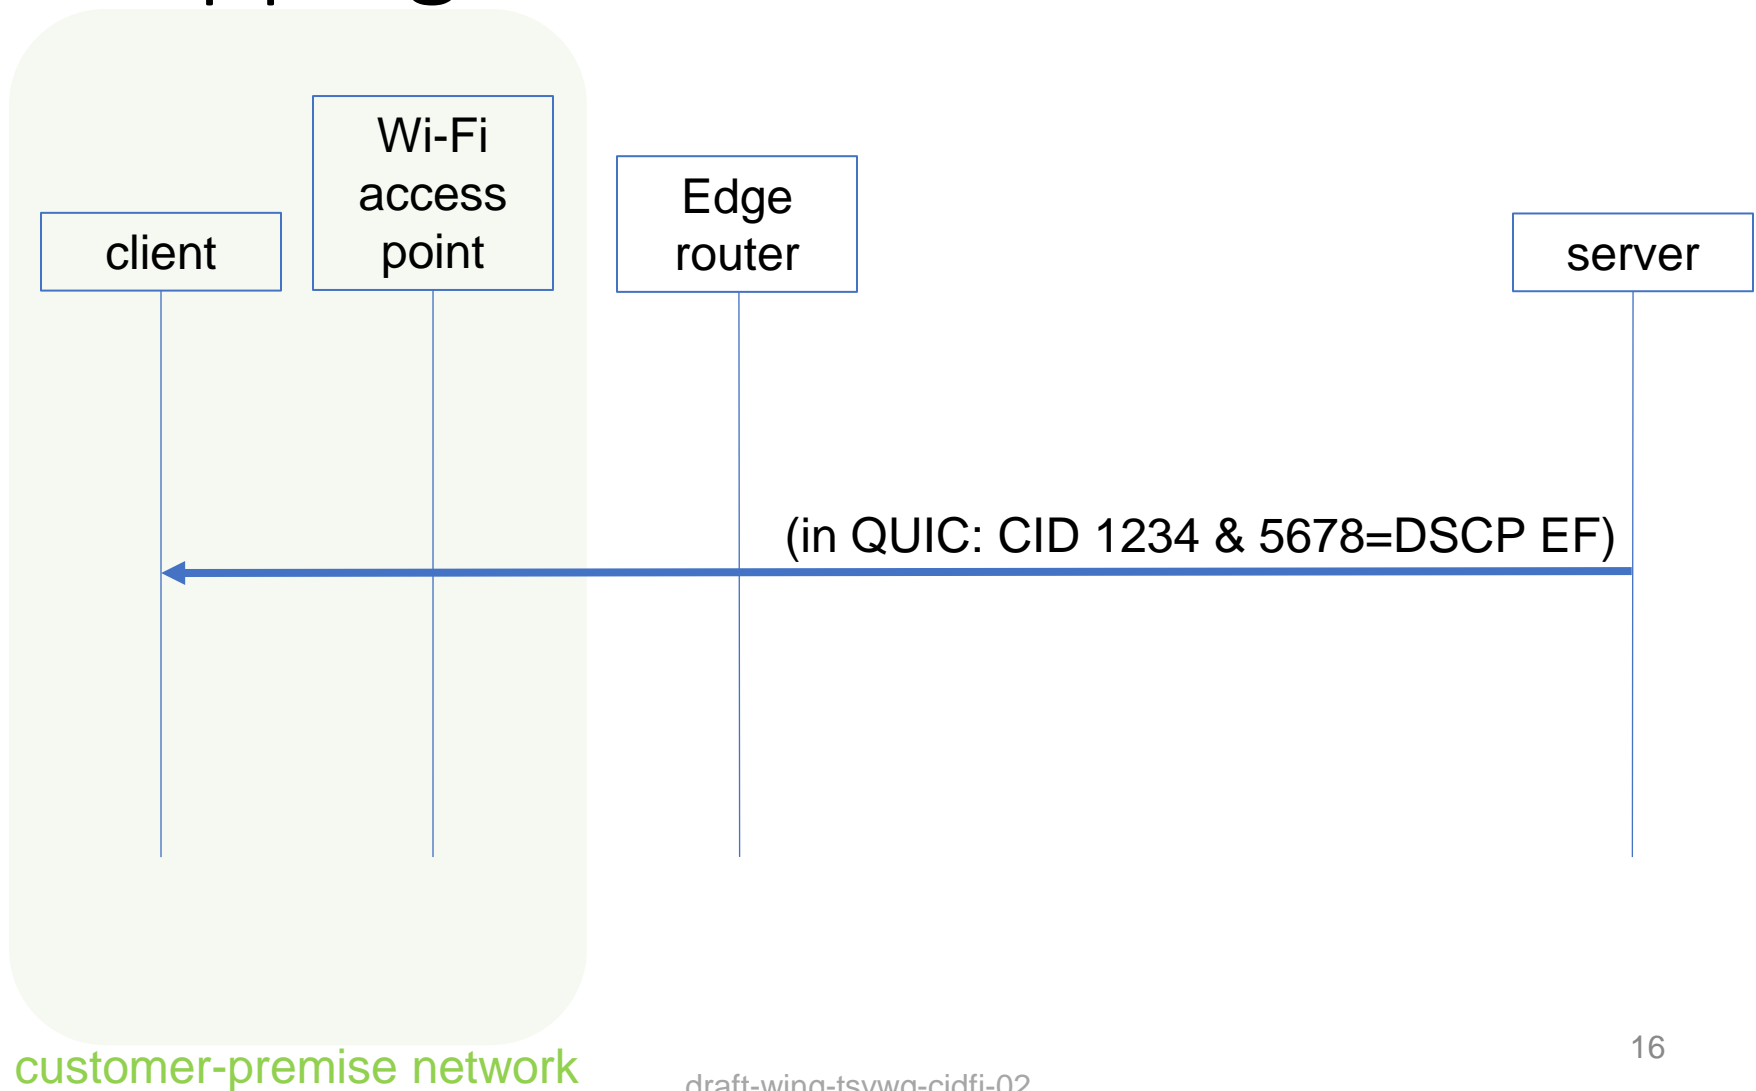 Wi-Fi
access
point
Edge
router
client
server
(in QUIC: CID 1234 & 5678=DSCP EF)
16
customer-premise network
draft-wing-tsvwg-cidfi-02